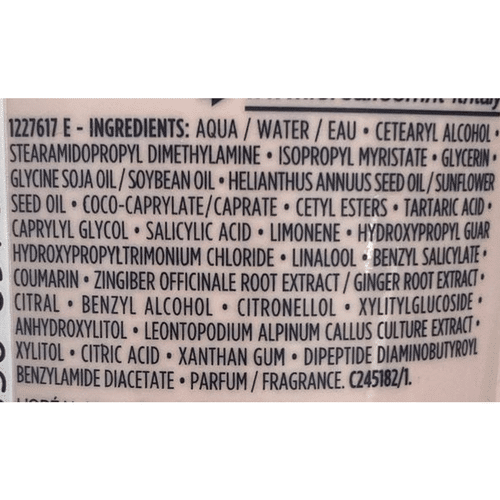 1227617 E - INGREDIENTS: AQUA / WATER / EAU • CETEARYL ALCOHOL •
STEARAMIDOPROPYL DIMETHYLAMINE • ISOPROPYL MYRISTATE • GLYCERIN •
GLYCINE SOJA OIL / SOYBEAN OIL • HELIANTHUS ANNUUS SEED OIL / SUNFLOWER
SEED OIL • COCO-CAPRYLATE/CAPRATE • CETYL ESTERS • TARTARIC ACID •
CAPRYLYL GLYCOL • SALICYLIC ACID • LIMONENE • HYDROXYPROPYL GUAR
HYDROXYPROPYLTRIMONIUM CHLORIDE • LINALOOL • BENZYL SALICYLATE •
COUMARIN • ZINGIBER OFFICINALE ROOT EXTRACT / GINGER ROOT EXTRACT •
CITRAL • BENZYL ALCOHOL • CITRONELLOL • XYLITYLGLUCOSIDE •
ANHYDROXYLITOL • LEONTOPODIUM ALPINUM CALLUS CULTURE EXTRACT •
XYLITOL • CITRIC ACID • XANTHAN GUM • DIPEPTIDE DIAMINOBUTYROYL
BENZYLAMIDE DIACETATE • PARFUM / FRAGRANCE. C245182/1.